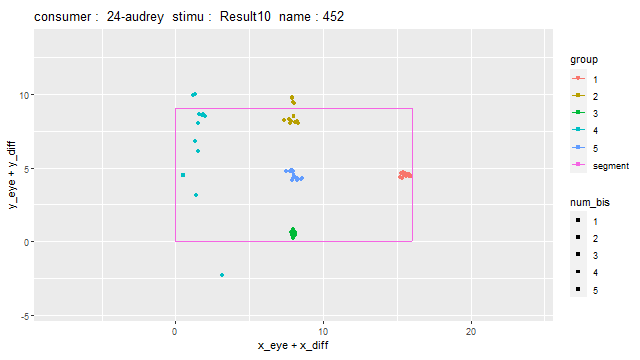 consumer :  24-audrey  stimu :  Result10  name : 452
y_eye + y_diff
10
5
0
-5
0
10
20
x_eye + x_diff
group
1
2
3
4
5
segment
num_bis
1
2
3
4
5